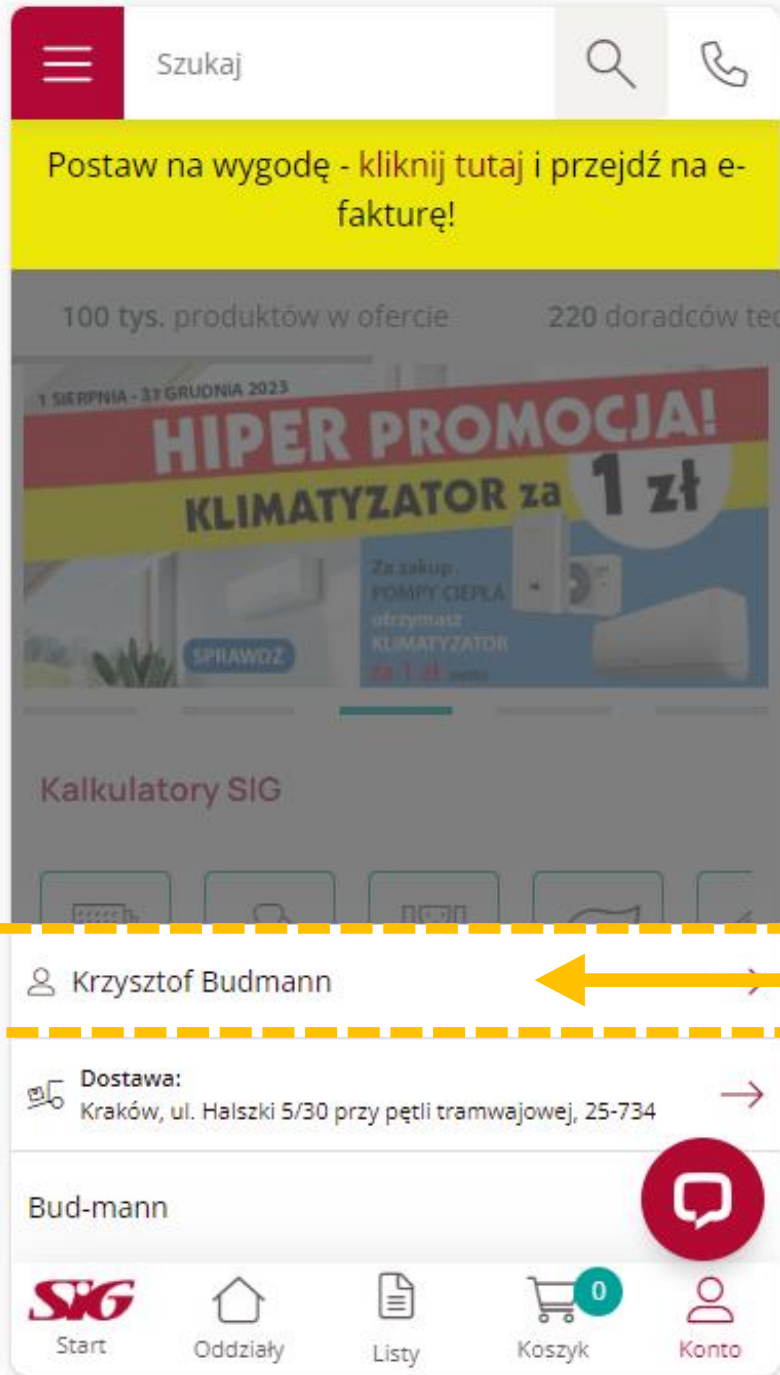 Szukaj
Postaw na wygodę - kliknij tutaj i przejdź na e-
fakturę!
100 tys. produktów w ofercie
220 doradców tec
1 SIERPNIA - 31 GRUDNIA 2023
HIPER PROMOCJA!
KLIMATYZATOR za 1 zł
Za zakup
POMPY CIEPŁA
otrzymasz
KLIMATYZATOR
za 1 zł netto
SPRAWDŹ
Kalkulatory SIG
Krzysztof Budmann
Dostawa:
Kraków, ul. Halszki 5/30 przy pętli tramwajowej, 25-734
Bud-mann
SIG
0
Start
Oddziały
Listy
Koszyk
Konto